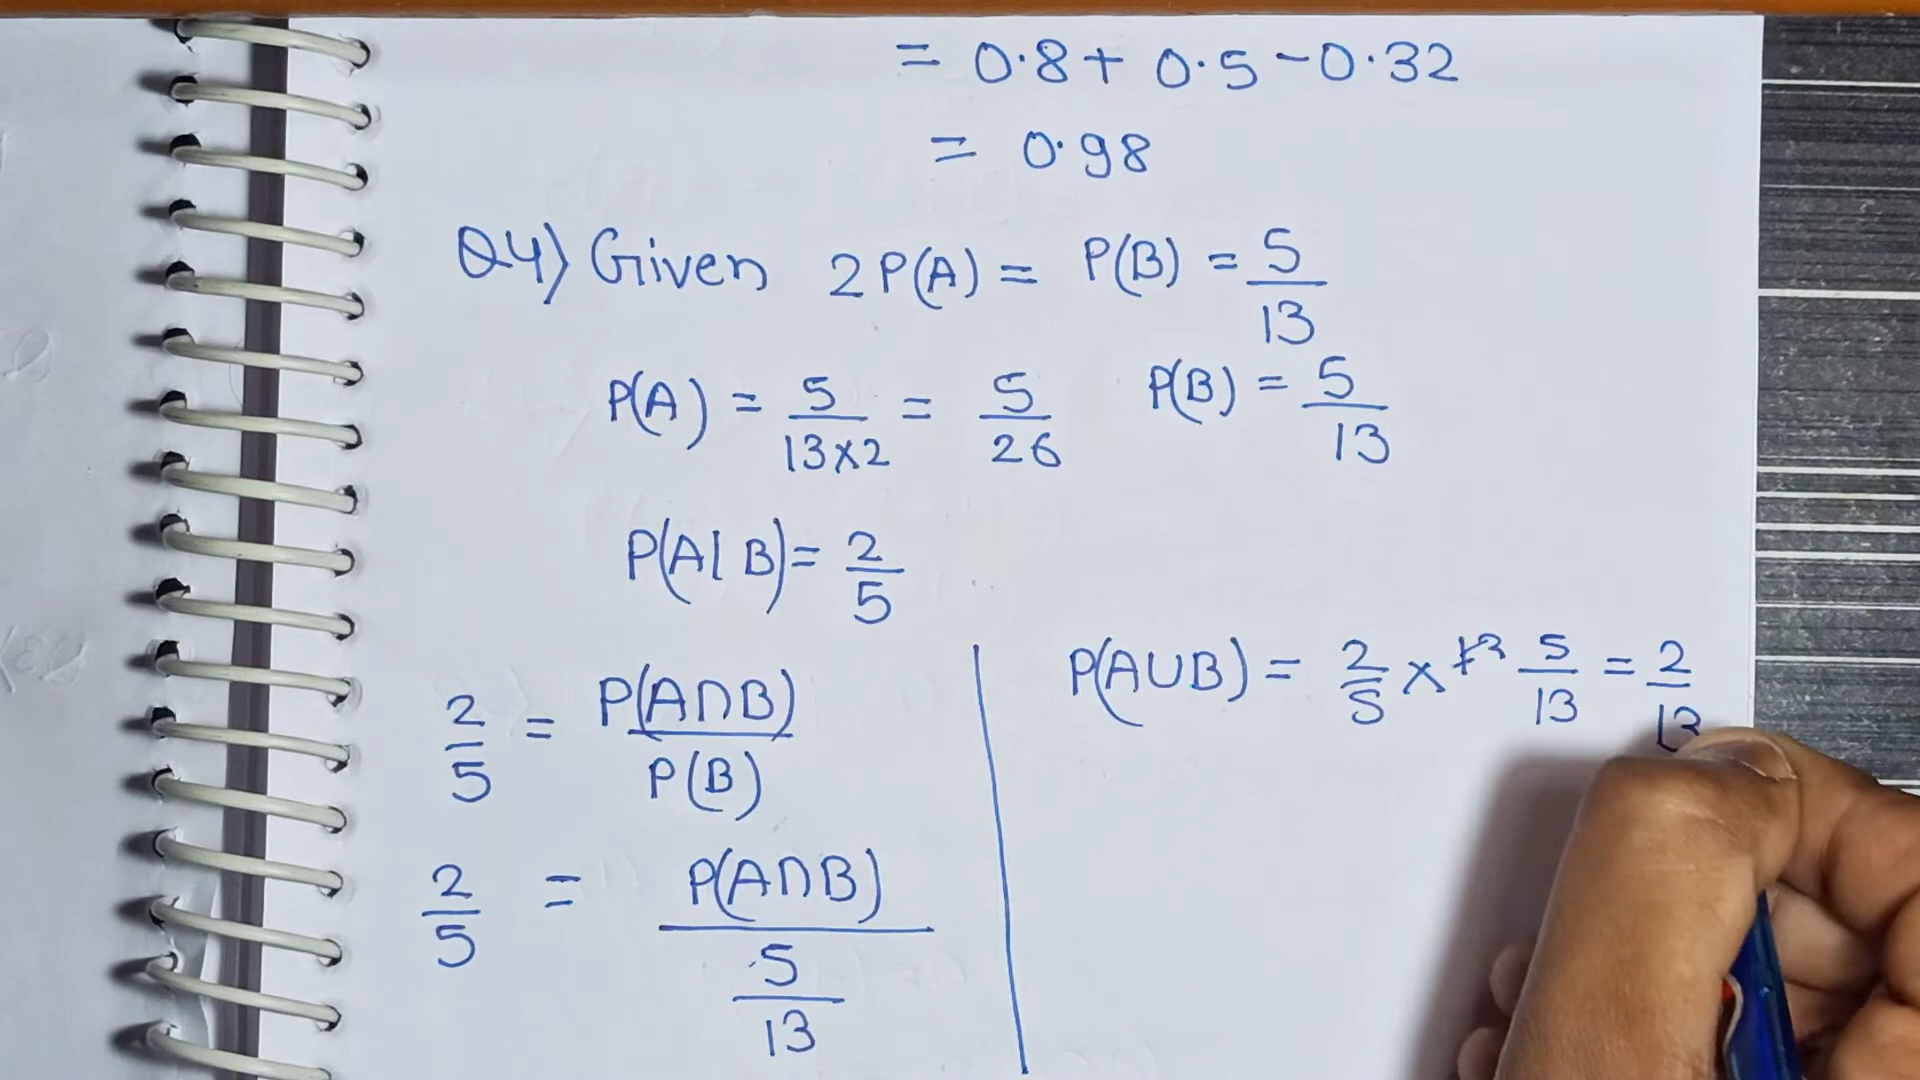 = 0.8 + 0.5 - 0.32
= 0.98
Q4) Given 2P(A) = P(B) = 5/13
P(A) = 5/13×2 = 5/26 P(B) = 5/13
P(A|B) = 2/5
2/5 = P(A∩B)/P(B)
2/5 = P(A∩B)/(5/13)
P(A∪B) = 2/5 × 5/13 = 2/13